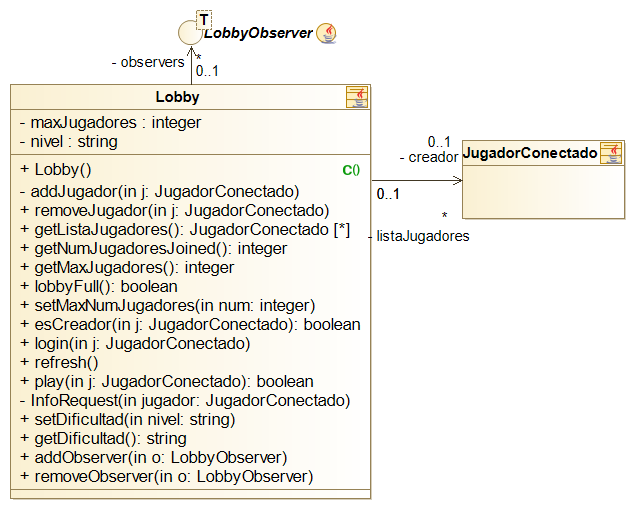 T
LobbyObserver
- observers
*
0..1
Lobby
- maxJugadores : integer
- nivel : string
+ Lobby()
C()
- addJugador(in j: JugadorConectado)
+ removeJugador(in j: JugadorConectado)
+ getListaJugadores(): JugadorConectado [*]
+ getNumJugadoresJoined(): integer
+ getMaxJugadores(): integer
+ lobbyFull(): boolean
+ setMaxNumJugadores(in num: integer)
+ esCreador(in j: JugadorConectado): boolean
+ login(in j: JugadorConectado)
+ refresh()
+ play(in j: JugadorConectado): boolean
- InfoRequest(in jugador: JugadorConectado)
+ setDificultad(in nivel: string)
+ getDificultad(): string
+ addObserver(in o: LobbyObserver)
+ removeObserver(in o: LobbyObserver)
0..1
- creador
0..1
*
- listaJugadores
JugadorConectado